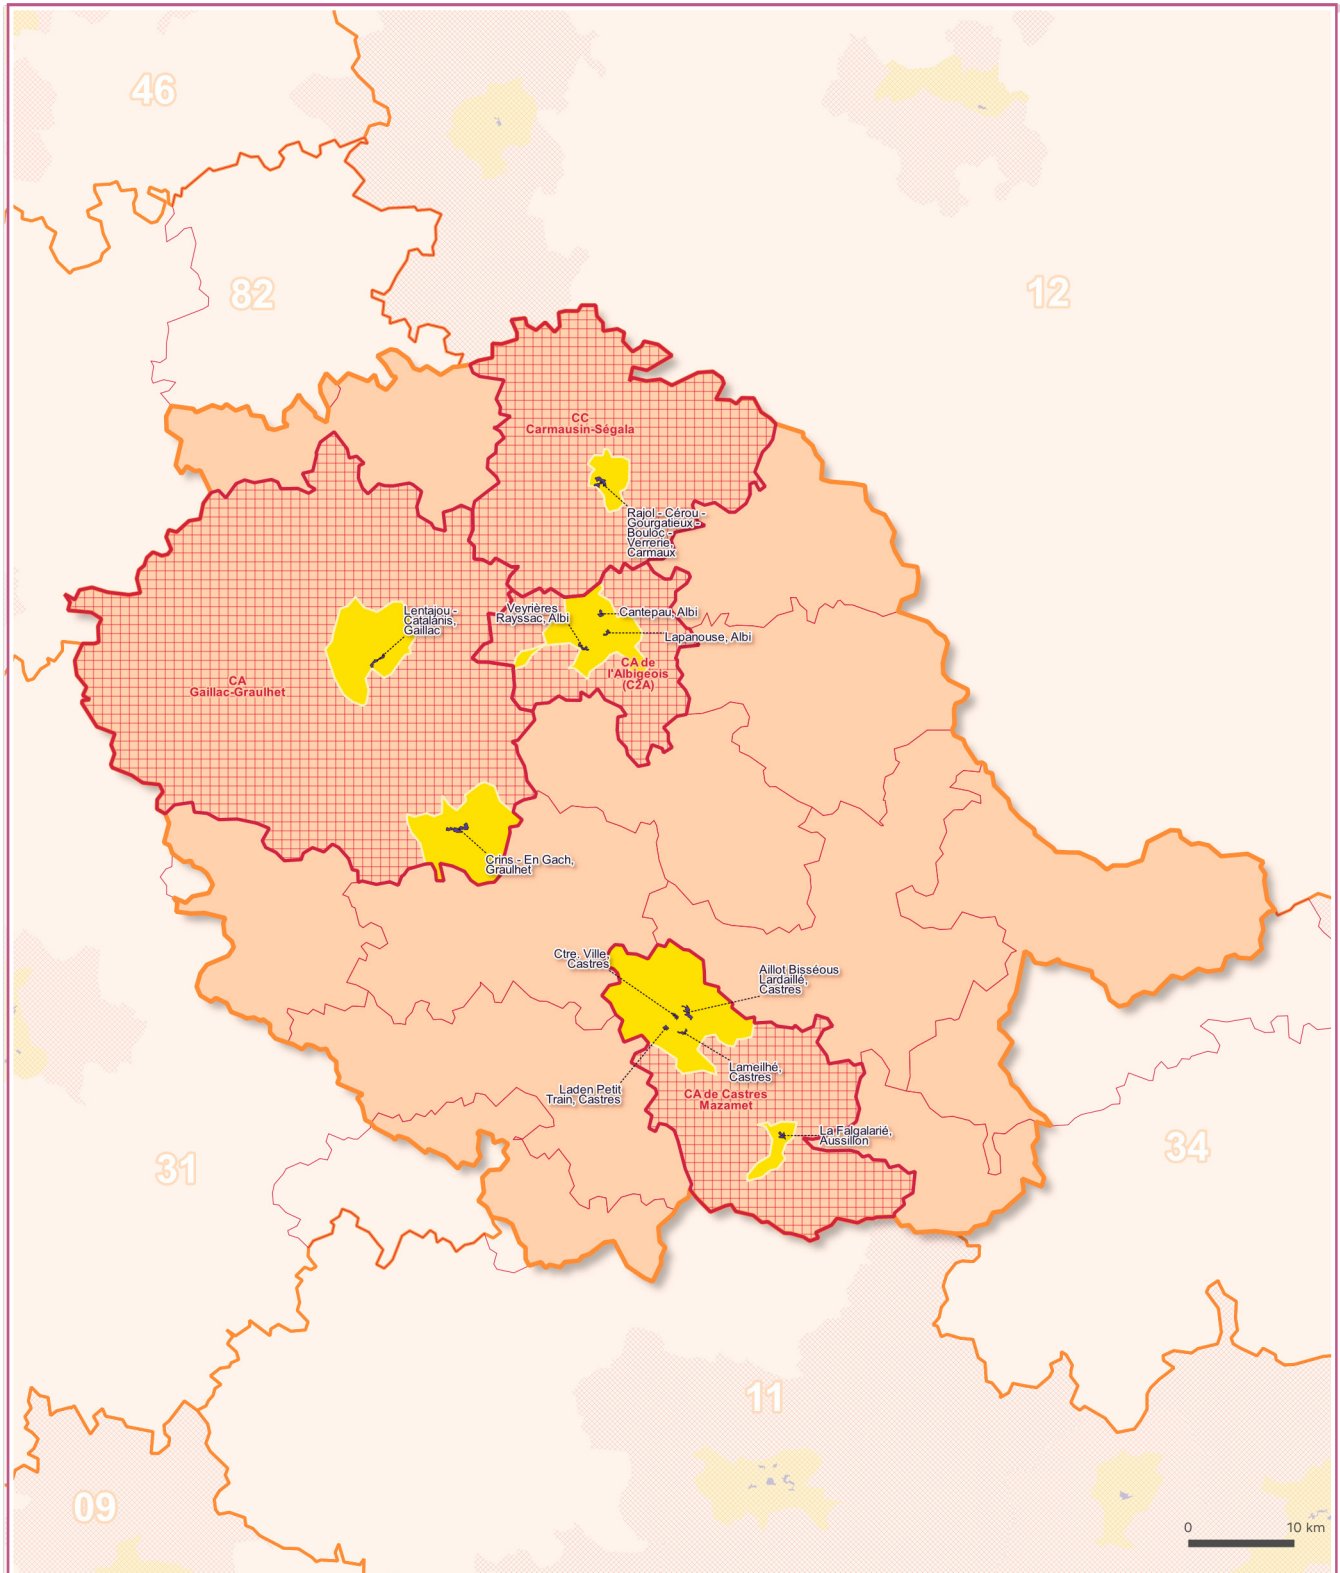 46
82
12
CC
Carmausin-Ségala
Rajol - Cérou -
Gourgatieux -
Bouloc -
Verrerie,
Carmaux
Lentajou -
Catalanis,
Gaillac
Veyrières
Rayssac, Albi
Cantepau, Albi
Lapanouse, Albi
CA de
l'Albigeois
(C2A)
CA
Gaillac-Graulhet
Crins - En Gach,
Graulhet
Ctre. Ville,
Castres
Aillot Bisséous
Lardaillé,
Castres
Lameilhé,
Castres
Laden Petit
Train, Castres
CA de Castres
Mazamet
La Falgalarié,
Aussillon
31
34
11
09
0 10 km